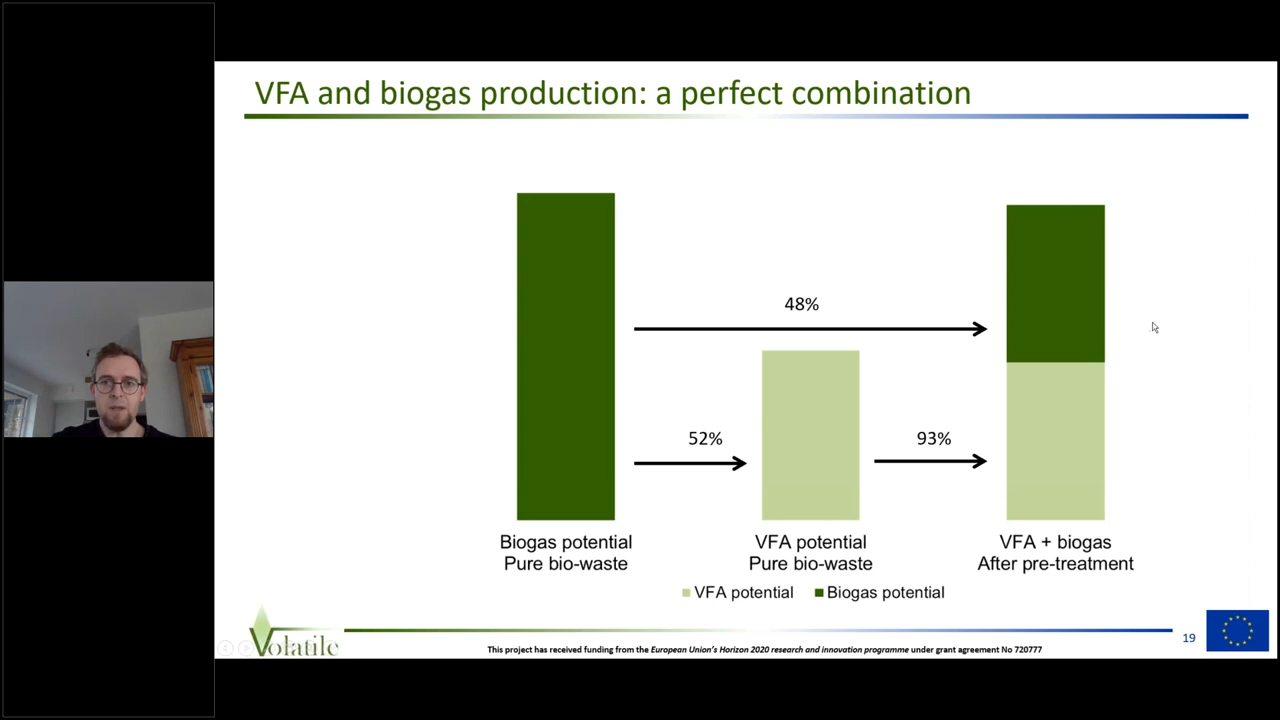 VFA and biogas production: a perfect combination
48%
52%
93%
Biogas potential
Pure bio-waste
VFA potential
Pure bio-waste
VFA + biogas
After pre-treatment
VFA potential
Biogas potential
Volatile
This project has received funding from the European Union's Horizon 2020 research and innovation programme under grant agreement No 720777
19